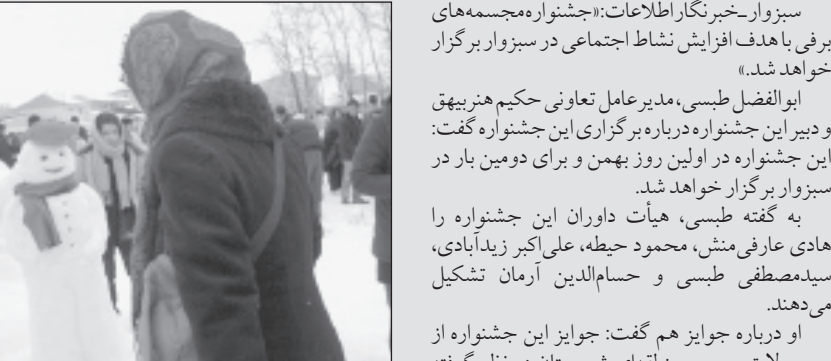 سبزوار ـ خبرنگار اطلاعات: «جشنواره مجسمه‌های
برفی با هدف افزایش نشاط اجتماعی در سبزوار برگزار
خواهد شد.»
ابوالفضل طبسی، مدیرعامل تعاونی حکیم هنر بیهق
و دبیر این جشنواره درباره برگزاری این جشنواره گفت:
این جشنواره در اولین روز بهمن و برای دومین بار در
سبزوار برگزار خواهد شد.
به گفته طبسی، هیأت داوران این جشنواره را
هادی عارفی‌منش، محمود حیطه، علی‌اکبر زیدآبادی،
سیدمصطفی طبسی و حسام‌الدین آرمان تشکیل
می‌دهند.
او درباره جوایز هم گفت: جوایز این جشنواره از